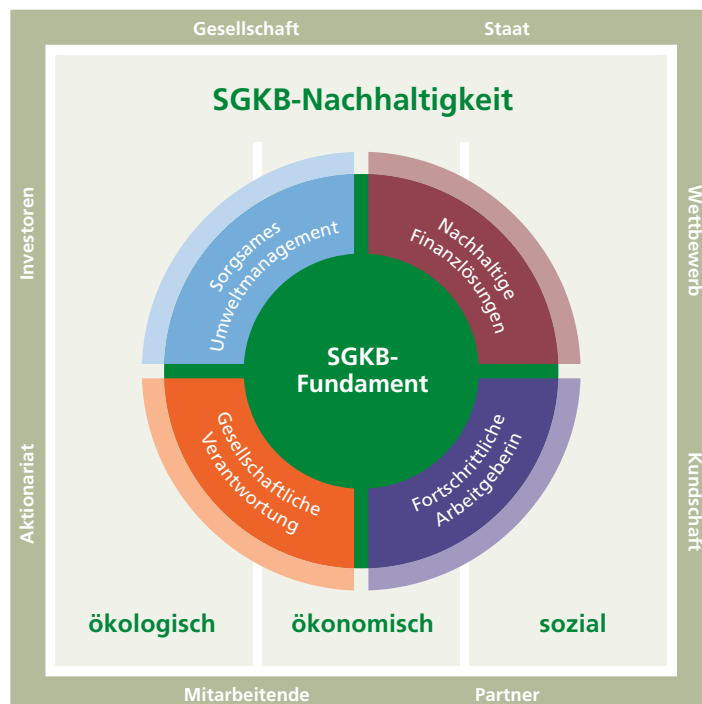 Gesellschaft
Staat
SGKB-Nachhaltigkeit
Investoren
Wettbewerb
Sorgsames
Umweltmanagement
Nachhaltige
Finanzlösungen
SGKB-
Fundament
Aktionariat
Kundschaft
Gesellschaftliche
Verantwortung
Fortschrittliche
Arbeitgeberin
ökologisch
ökonomisch
sozial
Mitarbeitende
Partner